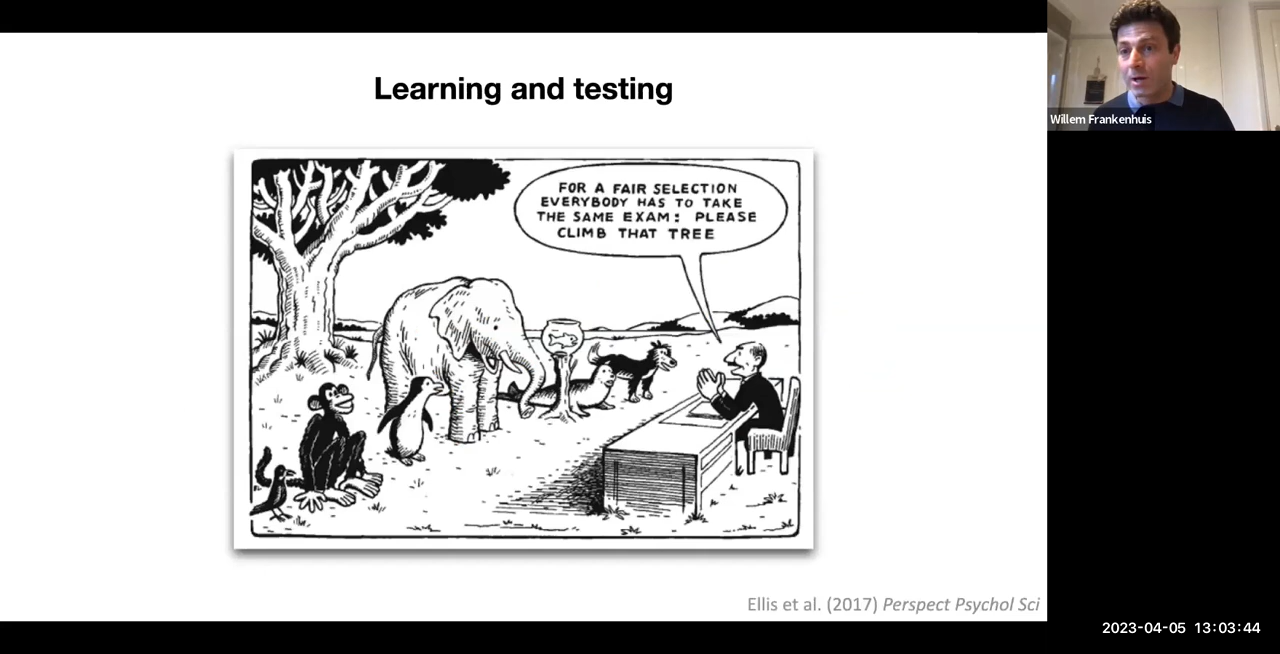 Learning and testing
FOR A FAIR SELECTION
EVERYBODY HAS TO TAKE
THE SAME EXAM: PLEASE
CLIMB THAT TREE
Willem Frankenhuis
Ellis et al. (2017) Perspect Psychol Sci
2023-04-05 13:03:44